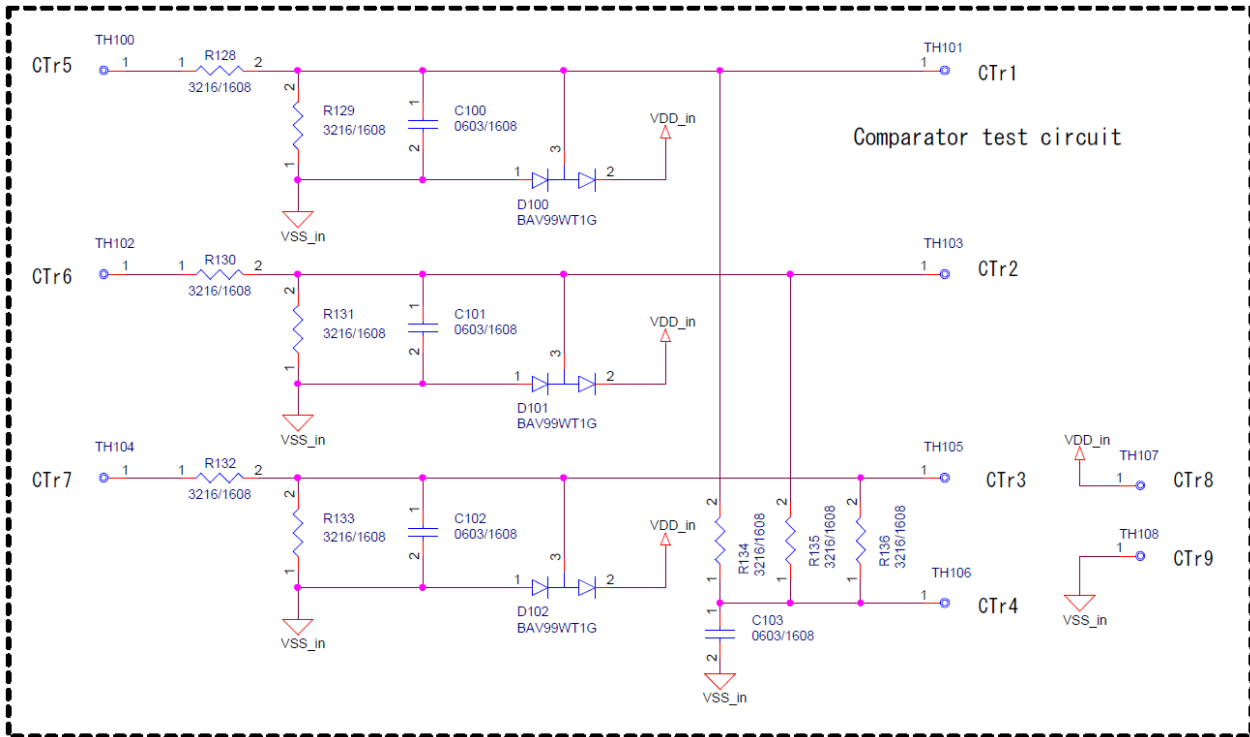 TH100
CTr5
1
1
R128
2
3216/1608
TH101
1
CTr1
2
R129
3216/1608
1
1
C100
0603/1608
2
VDD_in
Comparator test circuit
3
1
2
D100
BAV99WT1G
VSS_in
TH102
CTr6
1
1
R130
2
3216/1608
TH103
1
CTr2
2
R131
3216/1608
1
1
C101
0603/1608
2
VDD_in
3
1
2
D101
BAV99WT1G
VSS_in
TH104
CTr7
1
1
R132
2
3216/1608
TH105
1
CTr3
VDD_in
TH107
1
CTr8
2
R133
3216/1608
1
1
C102
0603/1608
2
VDD_in
3
1
2
D102
BAV99WT1G
VSS_in
2
R134
3216/1608
1
2
R135
3216/1608
1
2
R136
3216/1608
1
TH108
1
CTr9
VSS_in
TH106
1
CTr4
1
C103
0603/1608
2
VSS_in